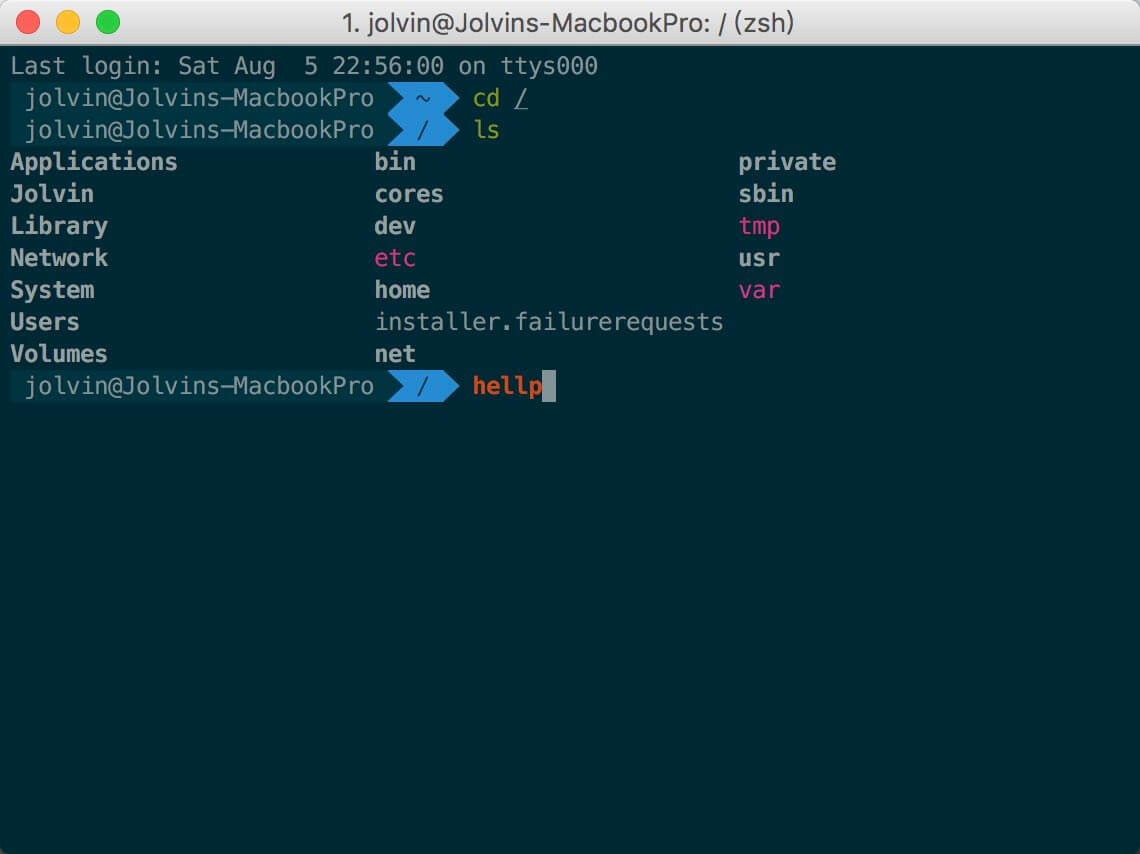 1. jolvin@Jolvins-MacbookPro: / (zsh)
Last login: Sat Aug  5 22:56:00 on ttys000
jolvin@Jolvins-MacbookPro ~ cd /
jolvin@Jolvins-MacbookPro / ls
Applications bin private
Jolvin cores sbin
Library dev tmp
Network etc usr
System home var
Users installer.failurerequests
Volumes net
jolvin@Jolvins-MacbookPro / hellp